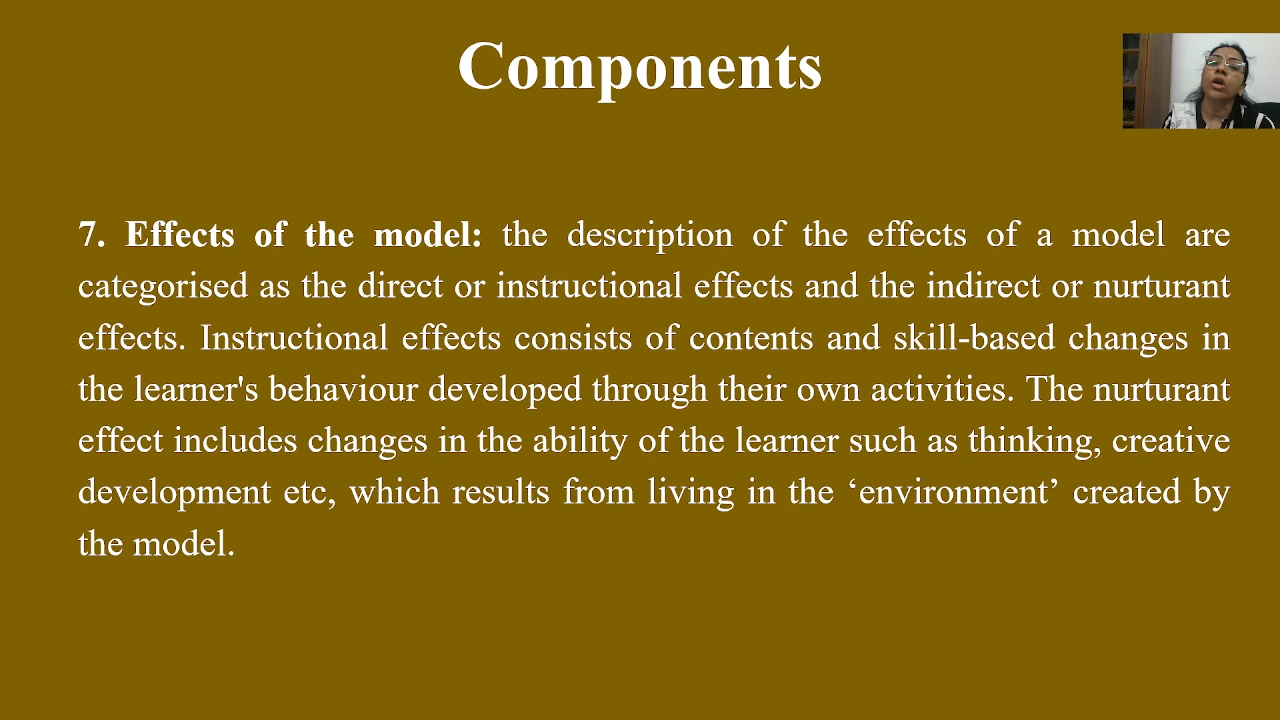 Components
7. Effects of the model: the description of the effects of a model are
categorised as the direct or instructional effects and the indirect or nurturant
effects. Instructional effects consists of contents and skill-based changes in
the learner's behaviour developed through their own activities. The nurturant
effect includes changes in the ability of the learner such as thinking, creative
development etc, which results from living in the ‘environment’ created by
the model.